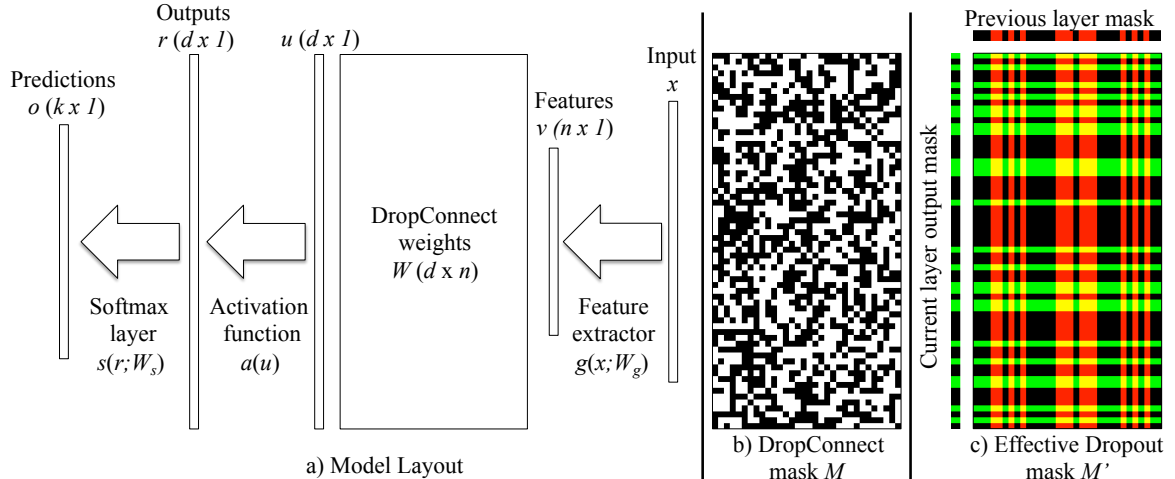 Predictions
o (k x 1)
Outputs
r (d x 1)
u (d x 1)
DropConnect
weights
W (d x n)
Features
v (n x 1)
Input
x
Softmax
layer
s(r;Ws)
Activation
function
a(u)
Feature
extractor
g(x;Wg)
a) Model Layout
b) DropConnect
mask M
Previous layer mask
Current layer output mask
c) Effective Dropout
mask M'